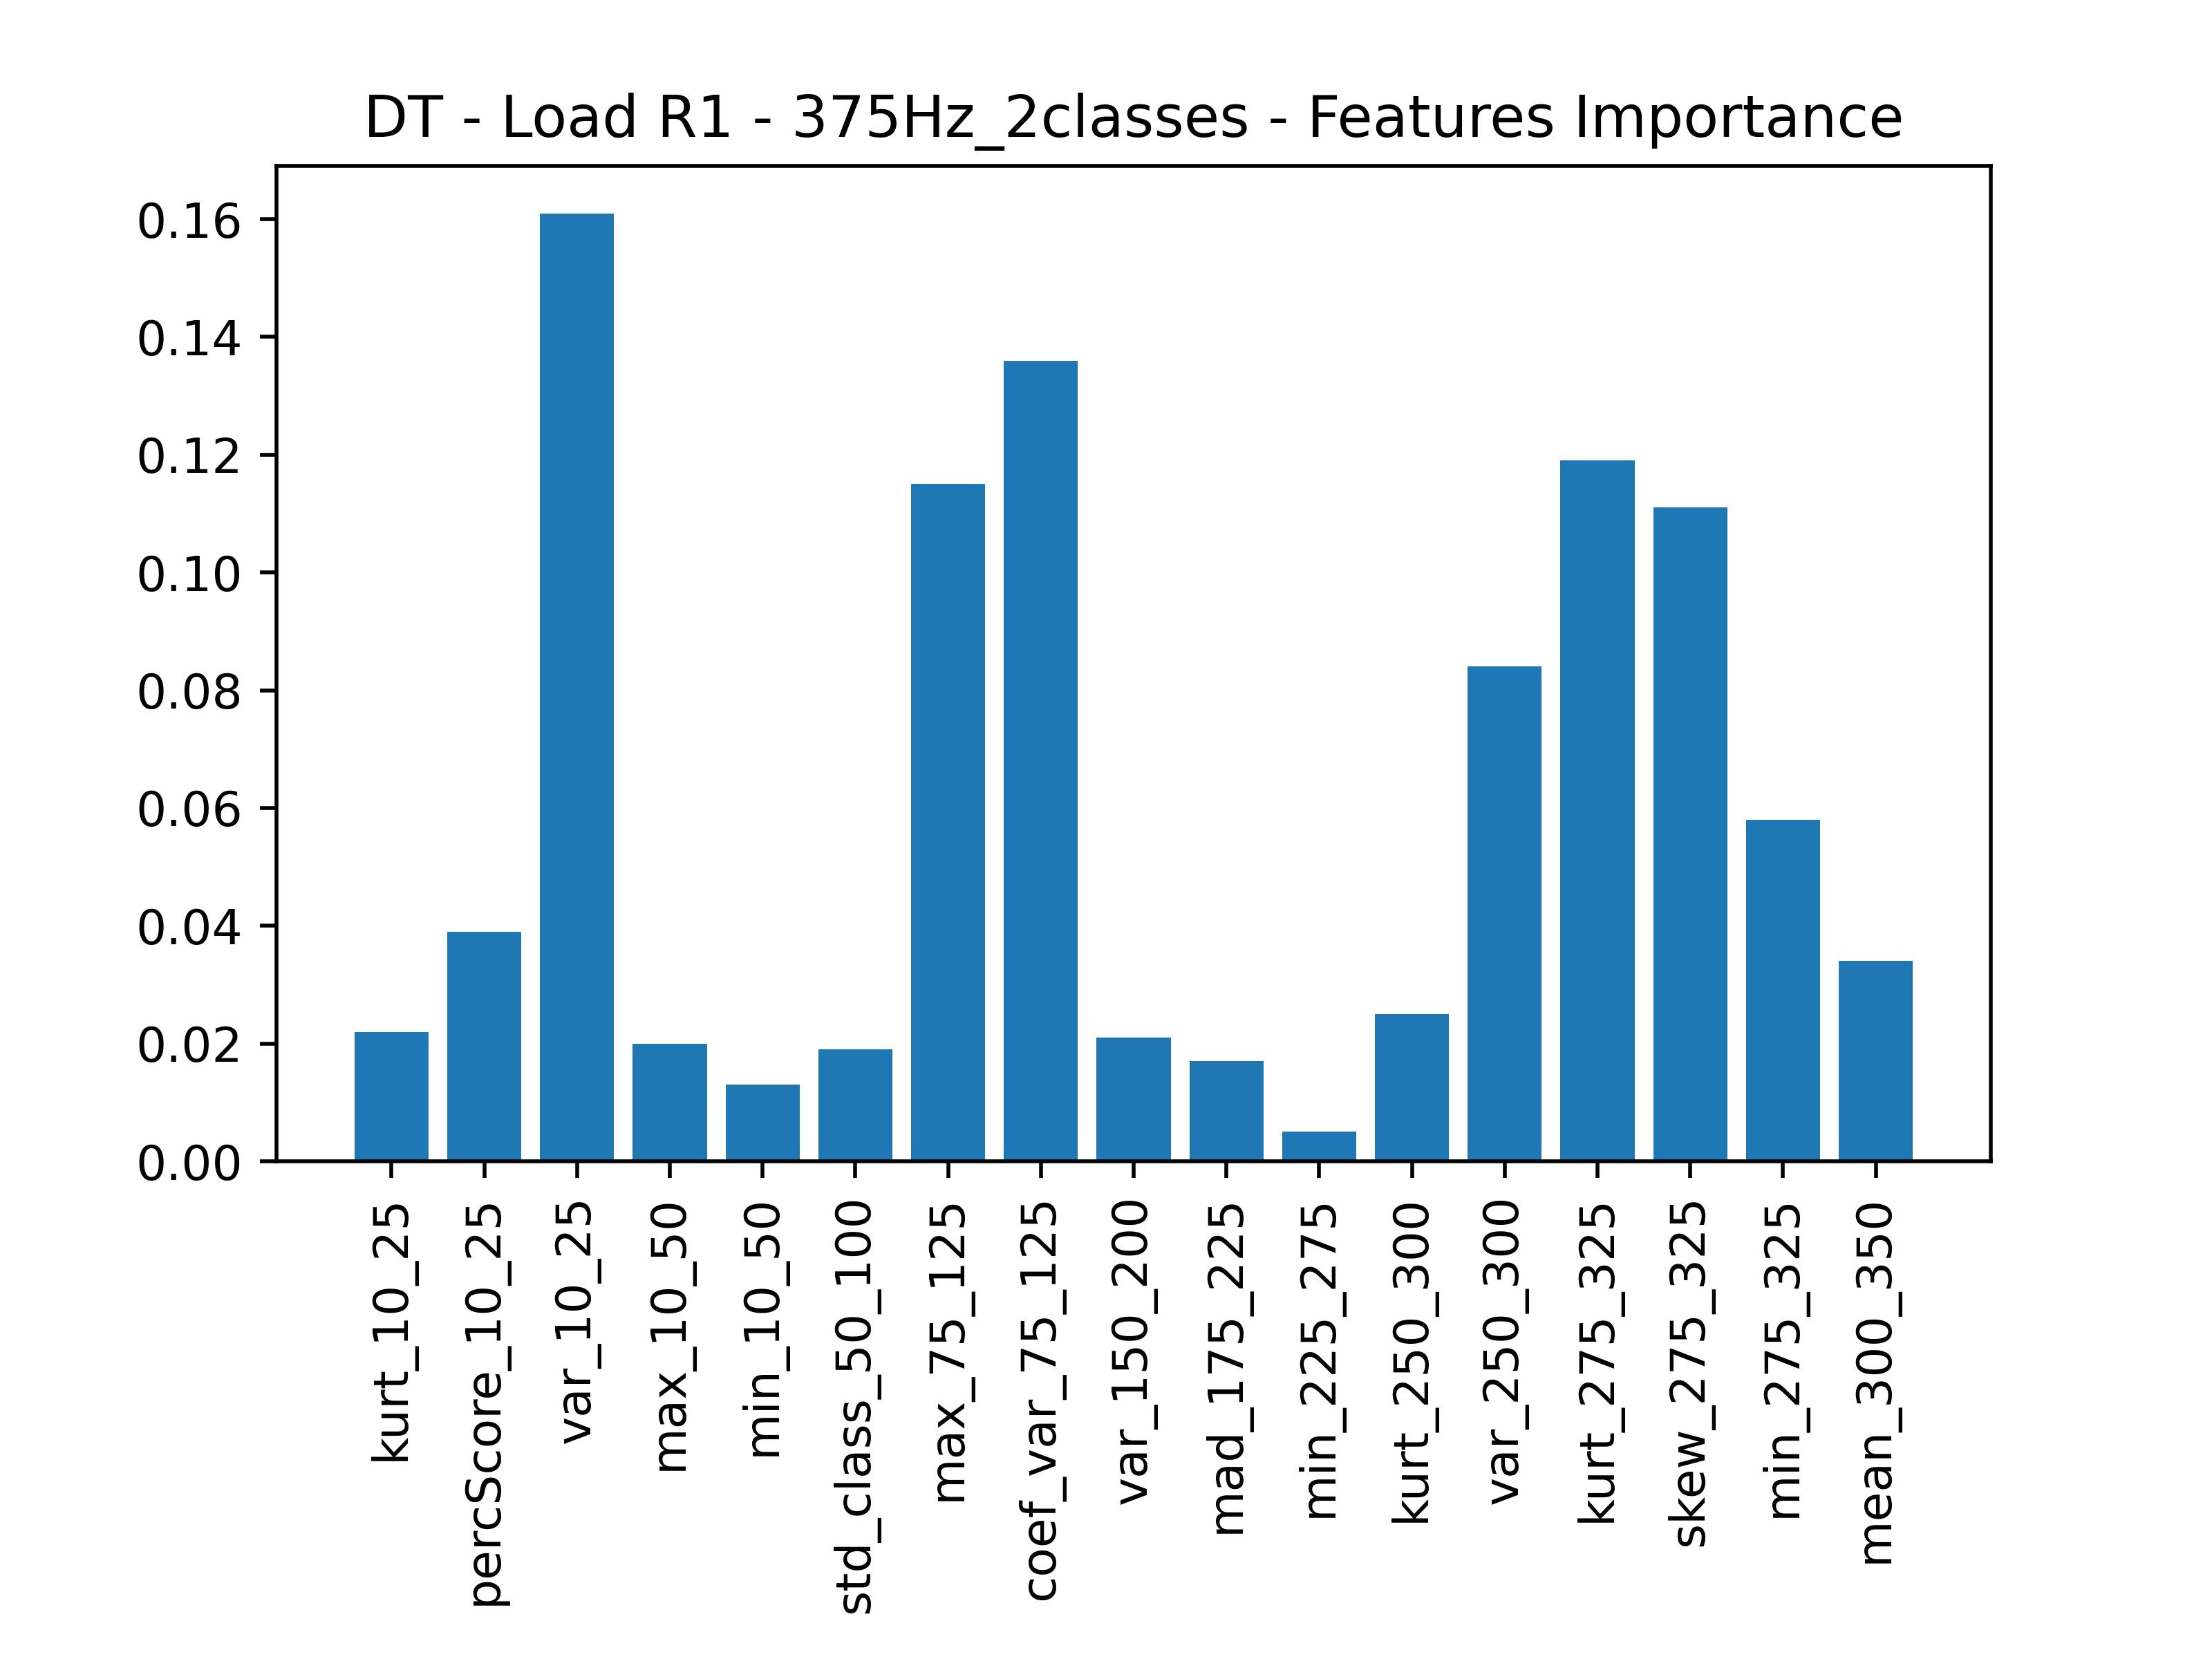 DT - Load R1 - 375Hz_2classes - Features Importance
0.16
0.14
0.12
0.10
0.08
0.06
0.04
0.02
0.00
kurt_10_25
percScore_10_25
var_10_25
max_10_50
min_10_50
std_class_50_100
max_75_125
coef_var_75_125
var_150_200
mad_175_225
min_225_275
kurt_250_300
var_250_300
kurt_275_325
skew_275_325
min_275_325
mean_300_350